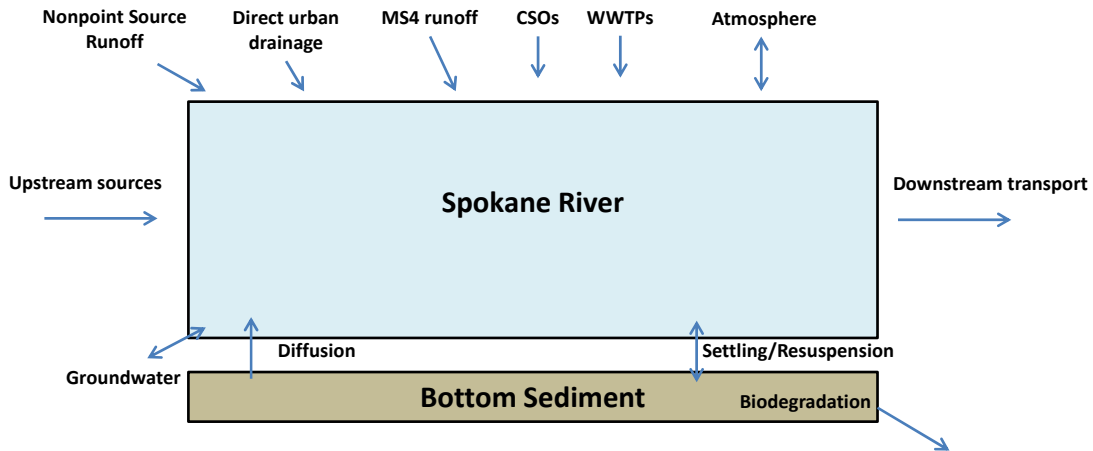 Nonpoint Source
Runoff
Direct urban
drainage
MS4 runoff
CSOs
WWTPs
Atmosphere
Upstream sources
Spokane River
Downstream transport
Diffusion
Settling/Resuspension
Groundwater
Bottom Sediment
Biodegradation